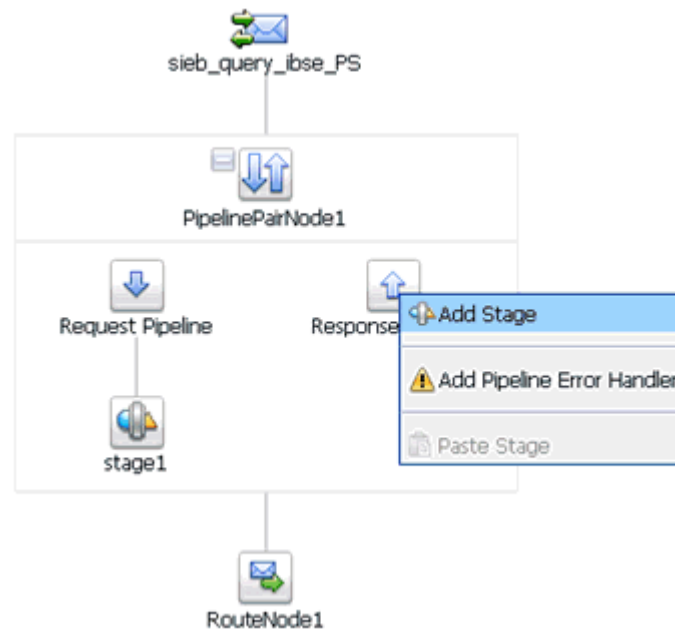 sieb_query_ibse_PS
PipelinePairNode1
Request Pipeline
Response
Add Stage
Add Pipeline Error Handler
stage1
Paste Stage
RouteNode1